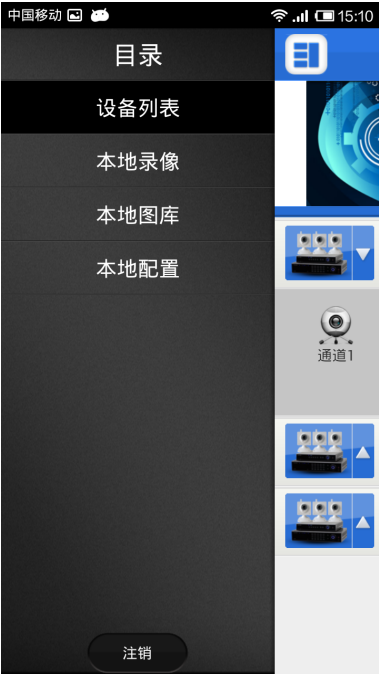 中国移动 15:10
目录
设备列表
本地录像
本地图库
本地配置
通道1
注销